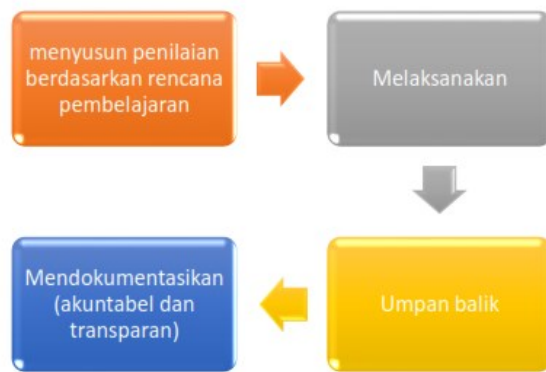 menyusun penilaian
berdasarkan rencana
pembelajaran
Melaksanakan
Umpan balik
Mendokumentasikan
(akuntabel dan
transparan)